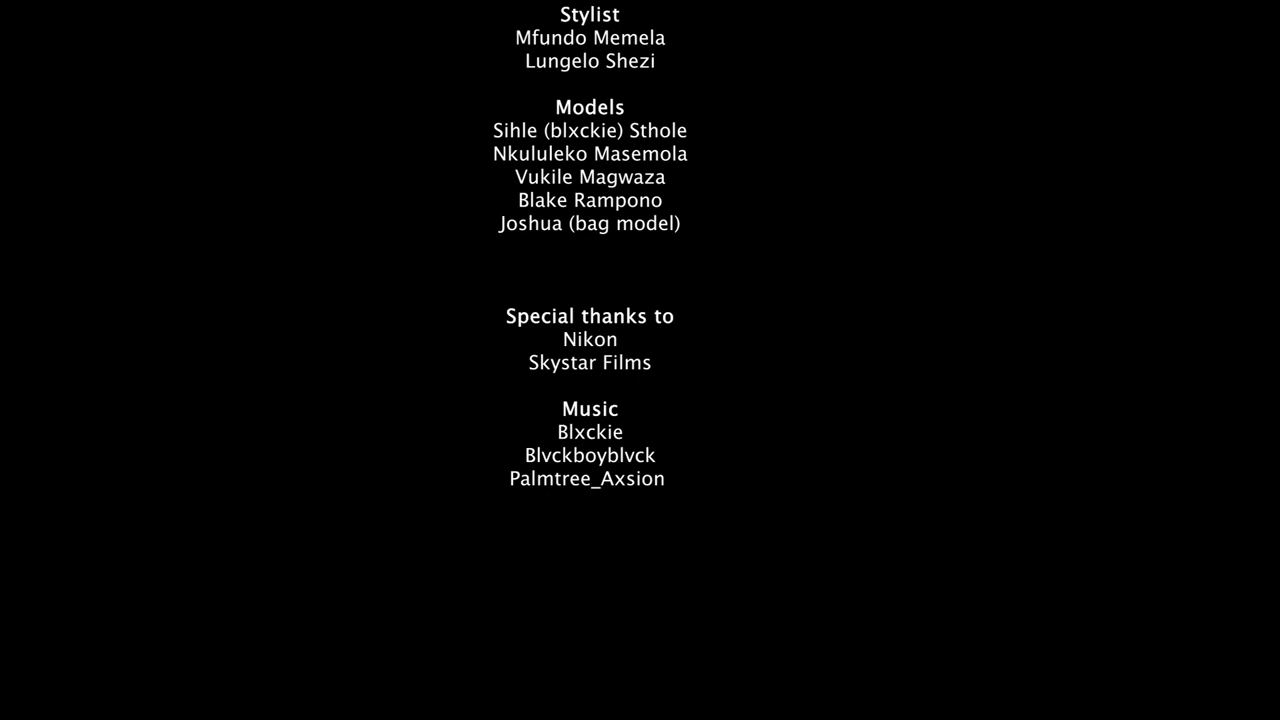 Stylist
Mfundo Memela
Lungelo Shezi
Models
Sihle (blxckie) Sthole
Nkululeko Masemola
Vukile Magwaza
Blake Rampono
Joshua (bag model)
Special thanks to
Nikon
Skystar Films
Music
Blxckie
Blvckboyblvck
Palmtree_Axsion